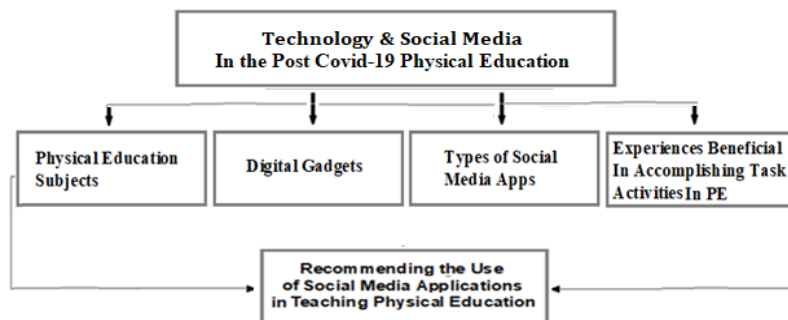 Technology & Social Media
In the Post Covid-19 Physical Education
Physical Education
Subjects
Digital Gadgets
Types of Social
Media Apps
Experiences Beneficial
In Accomplishing Task
Activities In PE
Recommending the Use
of Social Media Applications
in Teaching Physical Education